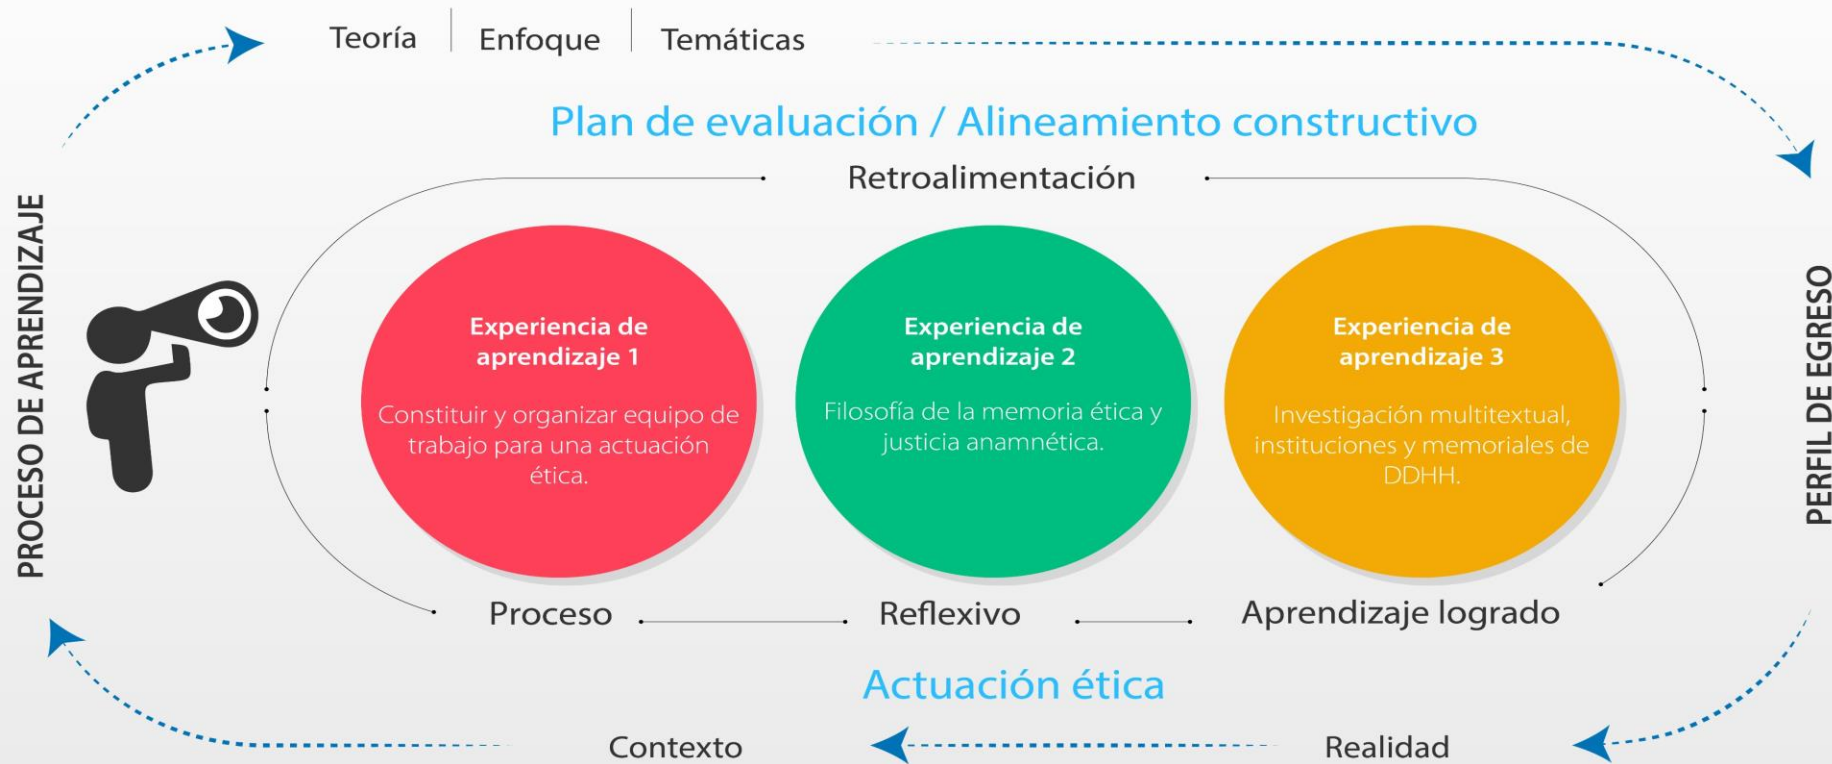 Teoría
Enfoque
Temáticas
Plan de evaluación / Alineamiento constructivo
Retroalimentación
PROCESO DE APRENDIZAJE
Experiencia de
aprendizaje 1
Constituir y organizar equipo de
trabajo para una actuación
ética.
Experiencia de
aprendizaje 2
Filosofía de la memoria ética y
justicia anamnética.
Experiencia de
aprendizaje 3
Investigación multitextual,
instituciones y memoriales de
DDHH.
PERFIL DE EGRESO
Proceso
Reflexivo
Aprendizaje logrado
Actuación ética
Contexto
Realidad